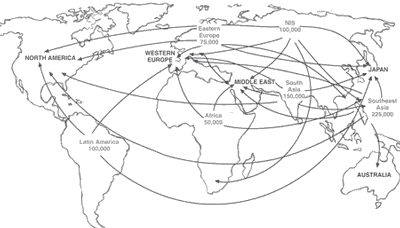 Eastern
Europe
75,000
NIS
100,000
WESTERN
EUROPE
NORTH AMERICA
JAPAN
MIDDLE EAST
South
Asia
150,000
Southeast
Asia
225,000
Africa
50,000
Latin America
100,000
AUSTRALIA